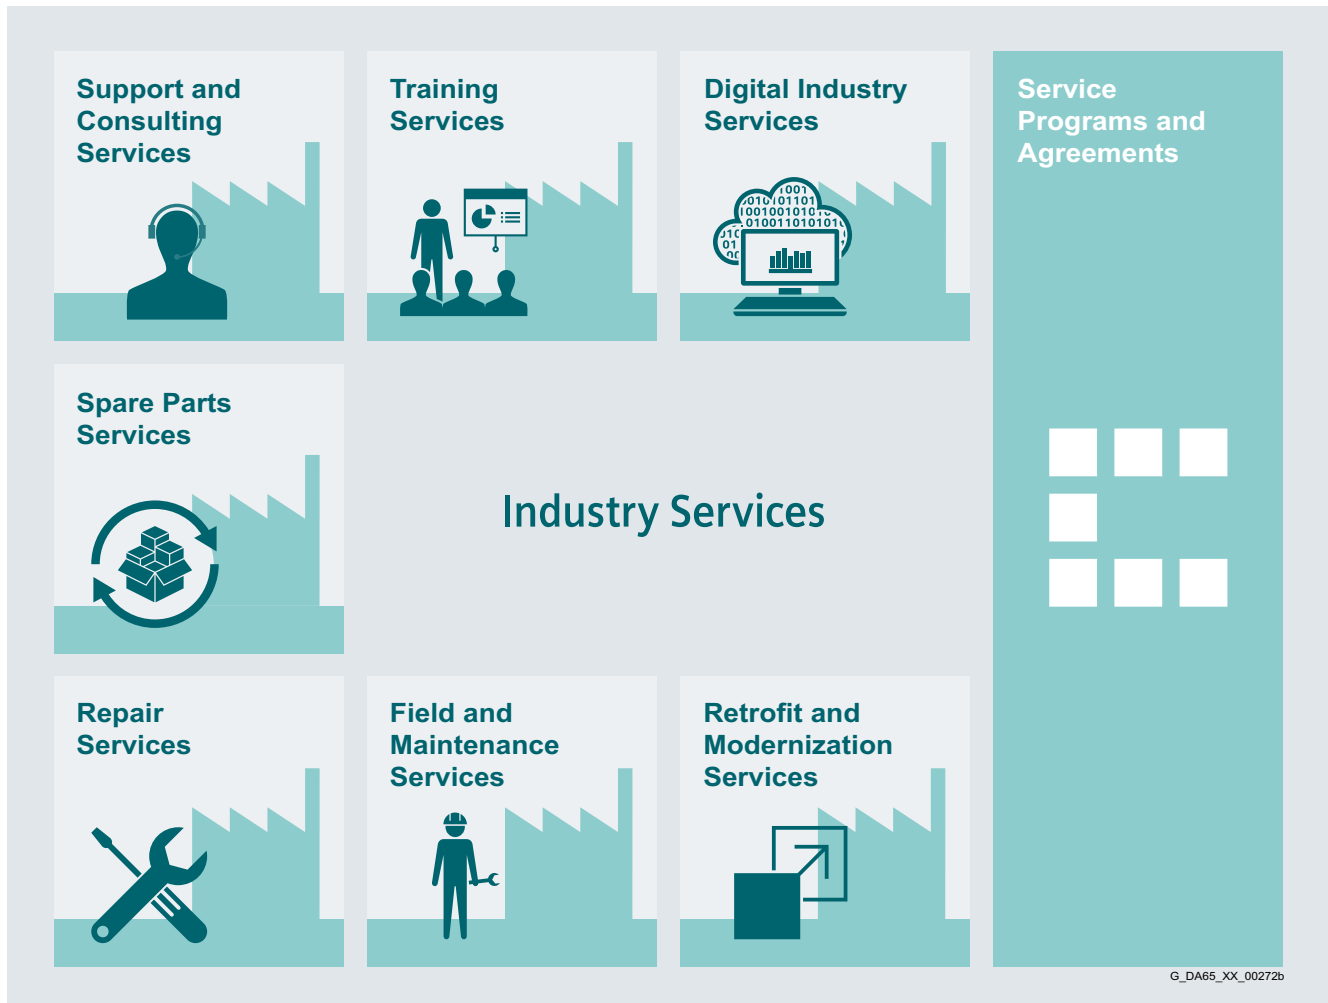 Support and
Consulting
Services
Training
Services
Digital Industry
Services
Service
Programs and
Agreements
Spare Parts
Services
Industry Services
Repair
Services
Field and
Maintenance
Services
Retrofit and
Modernization
Services
G_DA65_XX_00272b